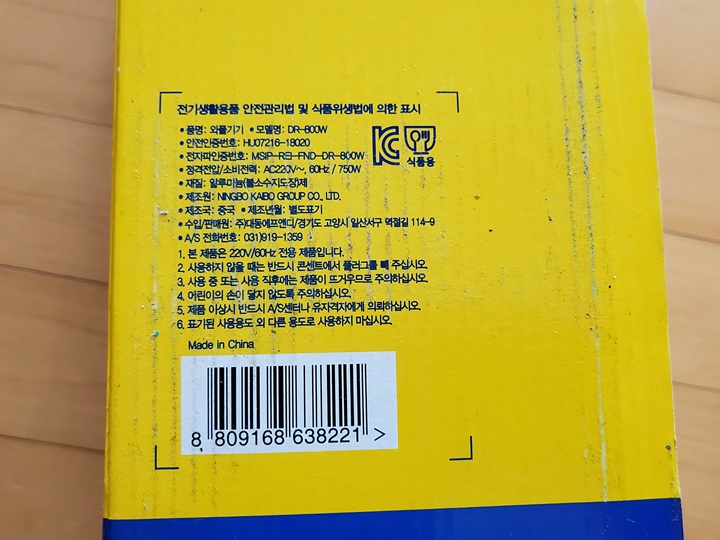 전기생활용품 안전관리법 및 식품위생법에 의한 표시
• 품명: 와플기기 • 모델명: DR-800W
• 안전인증번호: HU07216-18020
• 전자파인증번호: MSIP-REI-FND-DR-800W
• 정격전압/소비전력: AC220V~, 60Hz / 750W
• 재질: 알루미늄(불소수지도장)제
• 제조원: NINGBO KAIBO GROUP CO., LTD.
• 제조국: 중국 • 제조년월: 별도표기
• 수입/판매원: 주)대동에프앤디/경기도 고양시 일산서구 덕절길 114-9
• A/S 전화번호: 031)919-1359
식품용
1. 본 제품은 220V/60Hz 전용 제품입니다.
2. 사용하지 않을 때는 반드시 콘센트에서 플러그를 빼 주십시오.
3. 사용 중 또는 사용 직후에는 제품이 뜨거우므로 주의하십시오.
4. 어린이의 손이 닿지 않도록 주의하십시오.
5. 제품 이상시 반드시 A/S센터나 유자격자에게 의뢰하십시오.
6. 표기된 사용용도 외 다른 용도로 사용하지 마십시오.
Made in China
8 809168 638221 >